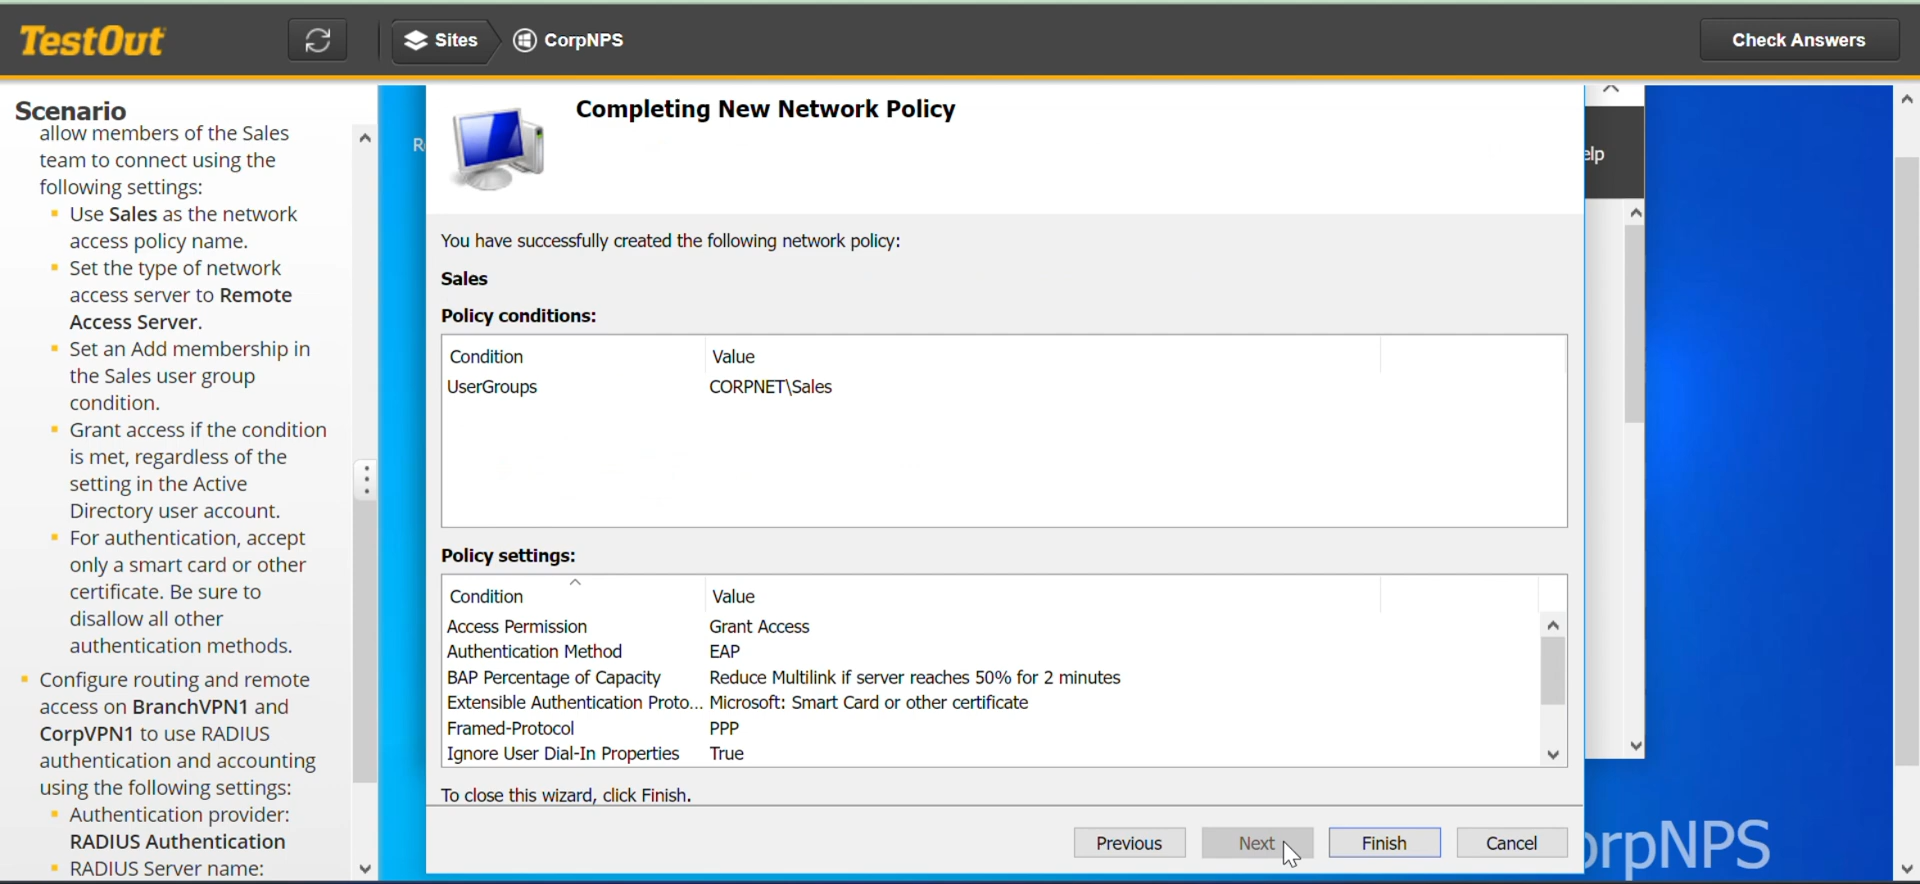 TestOut
Sites
CorpNPS
Check Answers
Scenario
allow members of the Sales
team to connect using the
following settings:
Use Sales as the network
access policy name.
Set the type of network
access server to Remote
Access Server.
Set an Add membership in
the Sales user group
condition.
Grant access if the condition
is met, regardless of the
setting in the Active
Directory user account.
For authentication, accept
only a smart card or other
certificate. Be sure to
disallow all other
authentication methods.
Configure routing and remote
access on BranchVPN1 and
CorpVPN1 to use RADIUS
authentication and accounting
using the following settings:
Authentication provider:
RADIUS Authentication
RADIUS Server name:
Completing New Network Policy
You have successfully created the following network policy:
Sales
Policy conditions:
Condition Value
UserGroups CORPNET\Sales
Policy settings:
Condition Value
Access Permission Grant Access
Authentication Method EAP
BAP Percentage of Capacity Reduce Multilink if server reaches 50% for 2 minutes
Extensible Authentication Proto... Microsoft: Smart Card or other certificate
Framed-Protocol PPP
Ignore User Dial-In Properties True
To close this wizard, click Finish.
Previous Next Finish Cancel
elp
orpNPS